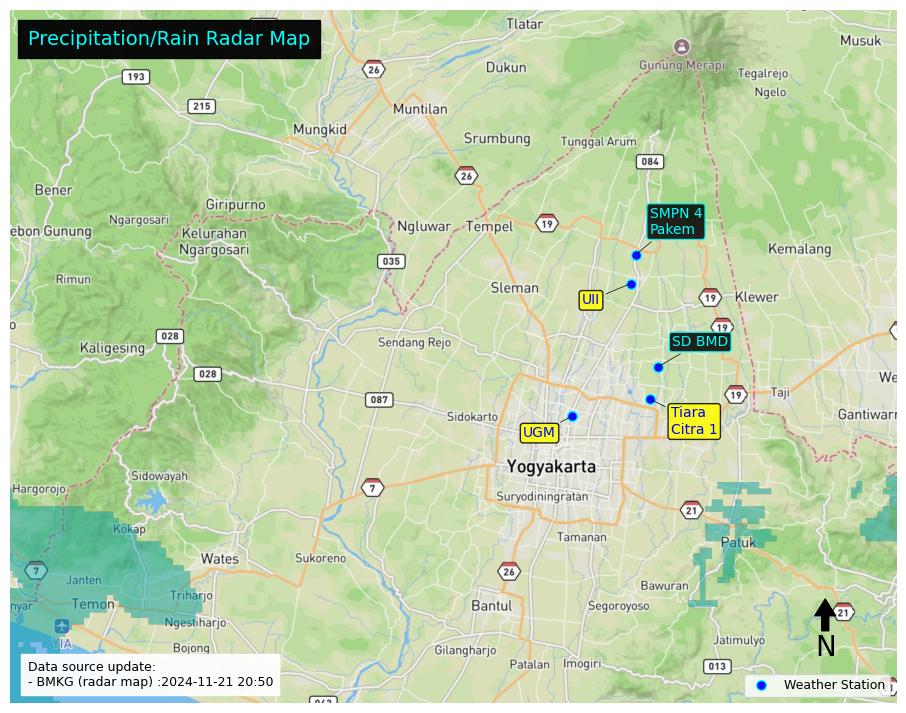 Precipitation/Rain Radar Map
Tlatar
Musuk
26
Gunung Merapi
193
Dukun
Tegalrejo
Ngelo
215
Muntilan
Mungkid
Srumbung
Tunggal Arum
084
26
Bener
Giripurno
SMPN 4
Pakem
Ngargosari
Ngluwar
Tempel
19
ebon Gunung
Kelurahan
Ngargosari
Kemalang
035
Rimun
Sleman
UII
19
Klewer
19
028
Kaligesing
Sendang Rejo
SD BMD
028
We
087
19
Taji
Sidokarto
Tiara
Citra 1
Gantiwarn
UGM
Yogyakarta
Sidowayah
Hargorojo
7
Suryodiningratan
21
Kokap
Tamanan
Patuk
Wates
Sukoreno
7
Janten
26
Bawuran
Triharjo
nyar
Temon
Bantul
Segoroyoso
21
Ngestiharjo
YIA
Bojong
Gilangharjo
Jatimulyo
N
Patalan
Imogiri
013
Data source update:
- BMKG (radar map) :2024-11-21 20:50
Weather Station